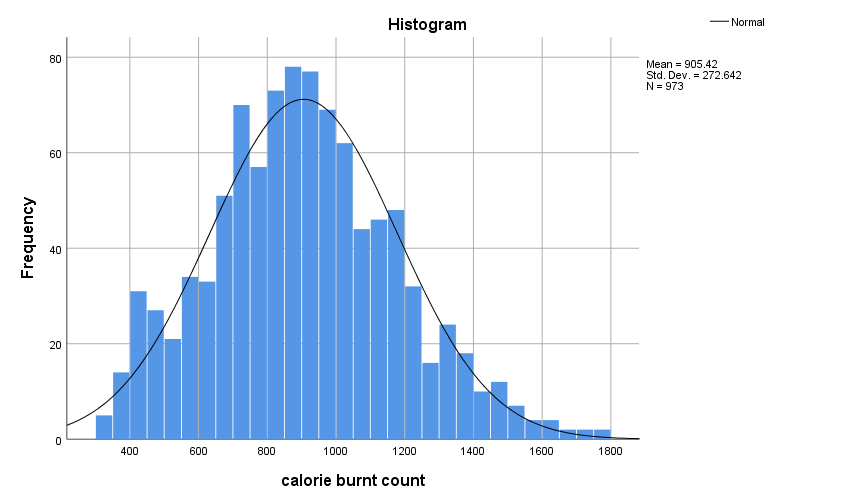 Histogram
Normal
Mean = 905.42
Std. Dev. = 272.642
N = 973
Frequency
80
60
40
20
0
400 600 800 1000 1200 1400 1600 1800
calorie burnt count